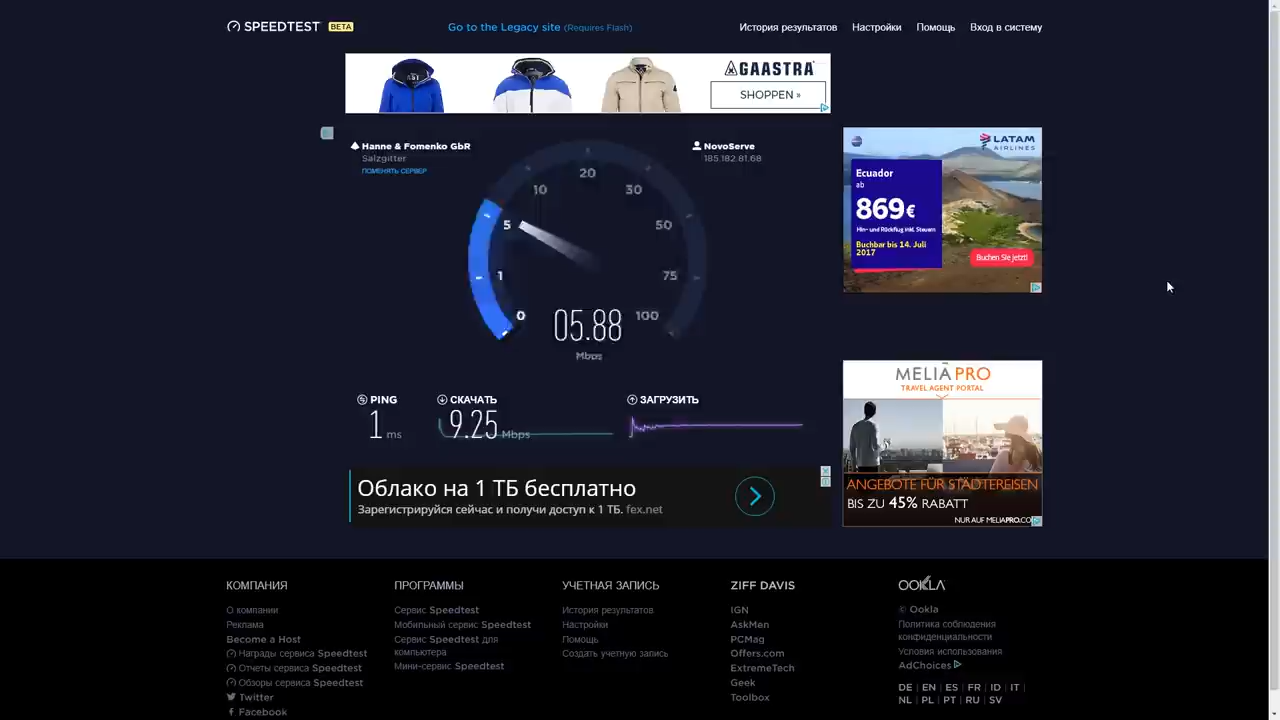 SPEEDTEST BETA
Go to the Legacy site (Requires Flash)
История результатов Настройки Помощь Вход в систему
GAASTRA
SHOPPEN »
Hanne & Fomenko GbR
Salzgitter
ПОМЕНЯТЬ СЕРВЕР
NovoServe
185.182.81.68
0
1
5
10
20
30
50
75
100
05.88
Mbps
LATAM
AIRLINES
Ecuador
ab
869€
Hin- und Rückflug inkl. Steuern
Buchbar bis 14. Juli
2017
Buchen Sie jetzt!
PING
1 ms
СКАЧАТЬ
9.25 Mbps
ЗАГРУЗИТЬ
MELIÃ PRO
TRAVEL AGENT PORTAL
ANGEBOTE FÜR STÄDTEREISEN
BIS ZU 45% RABATT
NUR AUF MELIAPRO.CO
Облако на 1 ТБ бесплатно
Зарегистрируйся сейчас и получи доступ к 1 ТБ. fex.net
КОМПАНИЯ
О компании
Реклама
Become a Host
Награды сервиса Speedtest
Отчеты сервиса Speedtest
Обзоры сервиса Speedtest
Twitter
Facebook
ПРОГРАММЫ
Сервис Speedtest
Мобильный сервис Speedtest
Сервис Speedtest для
компьютера
Мини-сервис Speedtest
УЧЕТНАЯ ЗАПИСЬ
История результатов
Настройки
Помощь
Создать учетную запись
ZIFF DAVIS
IGN
AskMen
PCMag
Offers.com
ExtremeTech
Geek
Toolbox
OOKLA
© Ookla
Политика соблюдения
конфиденциальности
Условия использования
AdChoices
DE | EN | ES | FR | ID | IT |
NL | PL | PT | RU | SV